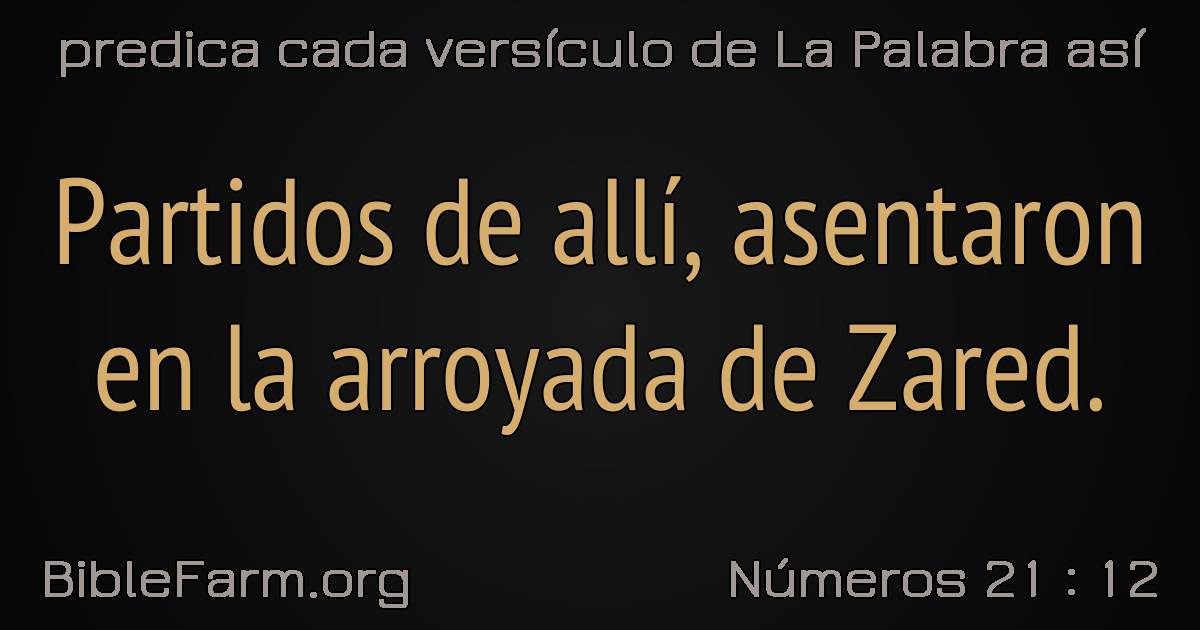 predica cada versículo de La Palabra así
Partidos de allí, asentaron
en la arroyada de Zared.
BibleFarm.org
Números 21 : 12